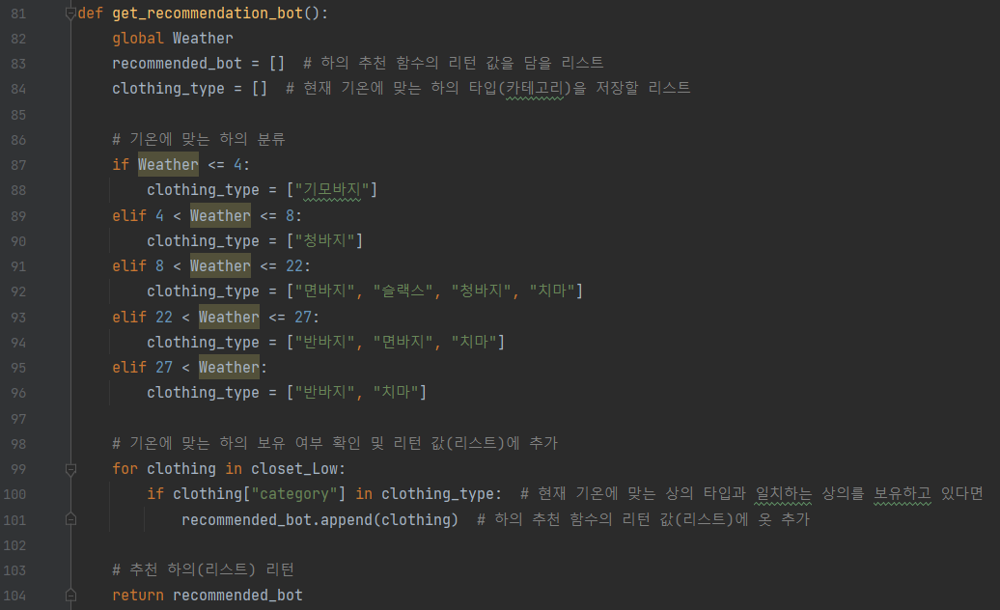 81 def get_recommendation_bot():
82 global Weather
83 recommended_bot = [] # 하의 추천 함수의 리턴 값을 담을 리스트
84 clothing_type = [] # 현재 기온에 맞는 하의 타입(카테고리)을 저장할 리스트
85
86 # 기온에 맞는 하의 분류
87 if Weather <= 4:
88 clothing_type = ["기모바지"]
89 elif 4 < Weather <= 8:
90 clothing_type = ["청바지"]
91 elif 8 < Weather <= 22:
92 clothing_type = ["면바지", "슬랙스", "청바지", "치마"]
93 elif 22 < Weather <= 27:
94 clothing_type = ["반바지", "면바지", "치마"]
95 elif 27 < Weather:
96 clothing_type = ["반바지", "치마"]
97
98 # 기온에 맞는 하의 보유 여부 확인 및 리턴 값(리스트)에 추가
99 for clothing in closet_Low:
100 if clothing["category"] in clothing_type: # 현재 기온에 맞는 상의 타입과 일치하는 상의를 보유하고 있다면
101 recommended_bot.append(clothing) # 하의 추천 함수의 리턴 값(리스트)에 옷 추가
102
103 # 추천 하의(리스트) 리턴
104 return recommended_bot